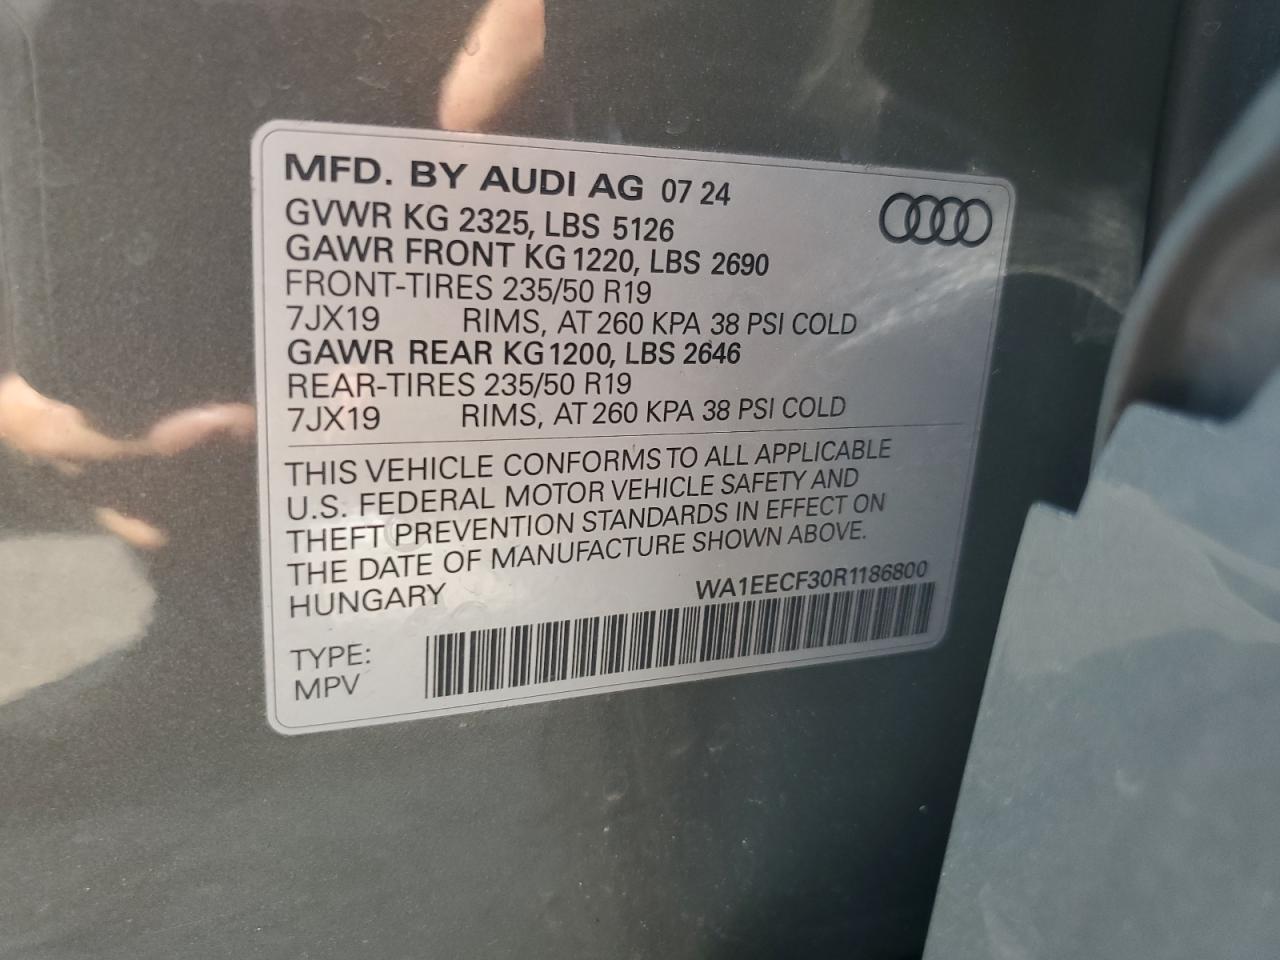 MFD. BY AUDI AG 07 24
GVWR KG 2325, LBS 5126
GAWR FRONT KG 1220, LBS 2690
FRONT-TIRES 235/50 R19
7JX19 RIMS, AT 260 KPA 38 PSI COLD
GAWR REAR KG 1200, LBS 2646
REAR-TIRES 235/50 R19
7JX19 RIMS, AT 260 KPA 38 PSI COLD
THIS VEHICLE CONFORMS TO ALL APPLICABLE
U.S. FEDERAL MOTOR VEHICLE SAFETY AND
THEFT PREVENTION STANDARDS IN EFFECT ON
THE DATE OF MANUFACTURE SHOWN ABOVE.
HUNGARY WA1EECF30R1186800
TYPE:
MPV